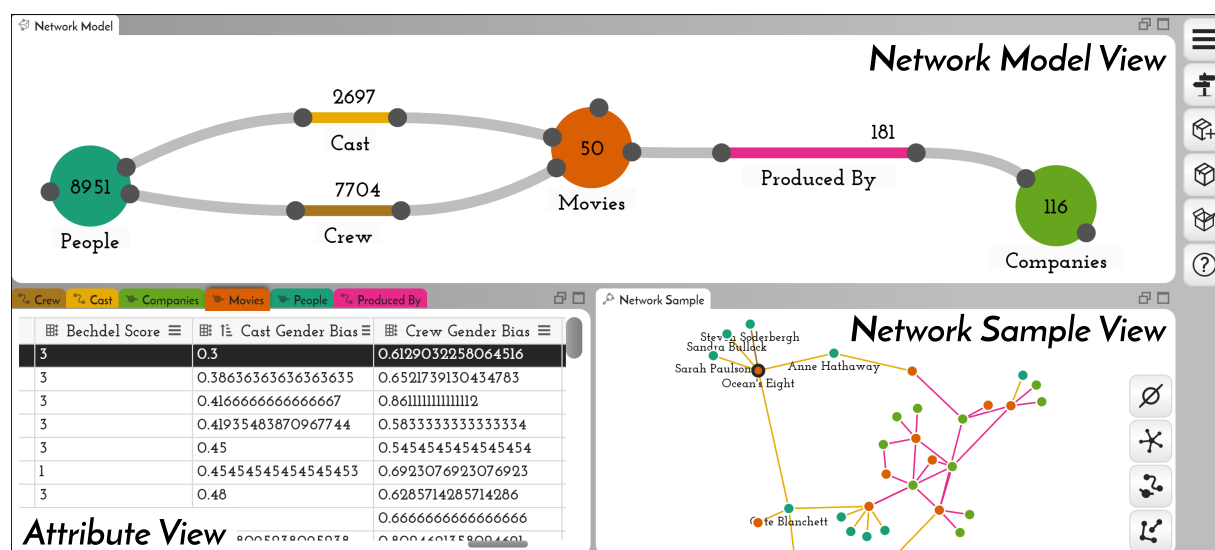 Network Model
Network Model View
2697
Cast
8951
People
7704
Crew
50
Movies
181
Produced By
116
Companies
Crew Cast Companies Movies People Produced By
Bechdel Score Cast Gender Bias Crew Gender Bias
3 0.3 0.6129032258064516
3 0.38636363636363635 0.6521739130434783
3 0.4166666666666667 0.8611111111111112
3 0.41935483870967744 0.5833333333333334
3 0.45 0.5454545454545454
1 0.45454545454545453 0.6923076923076923
3 0.48 0.6285714285714286
0.6666666666666666
Attribute View
Network Sample
Network Sample View
Steven Soderbergh
Sandra Bullock
Sarah Paulson
Anne Hathaway
Ocean's Eight
Cate Blanchett